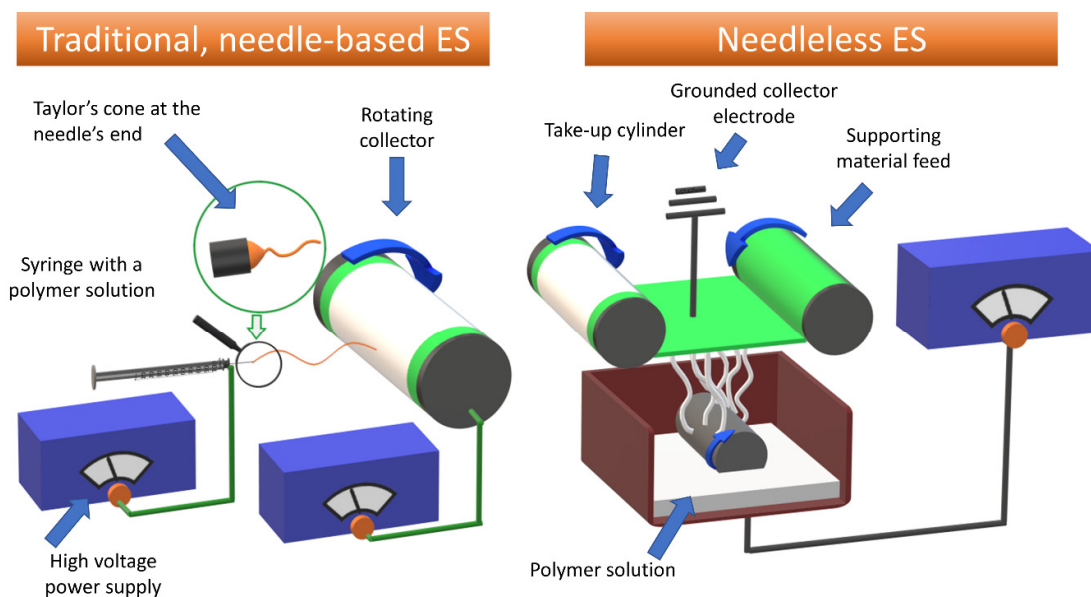 Traditional, needle-based ES
Taylor's cone at the
needle's end
Rotating
collector
Syringe with a
polymer solution
High voltage
power supply
Needleless ES
Grounded collector
electrode
Take-up cylinder
Supporting
material feed
Polymer solution